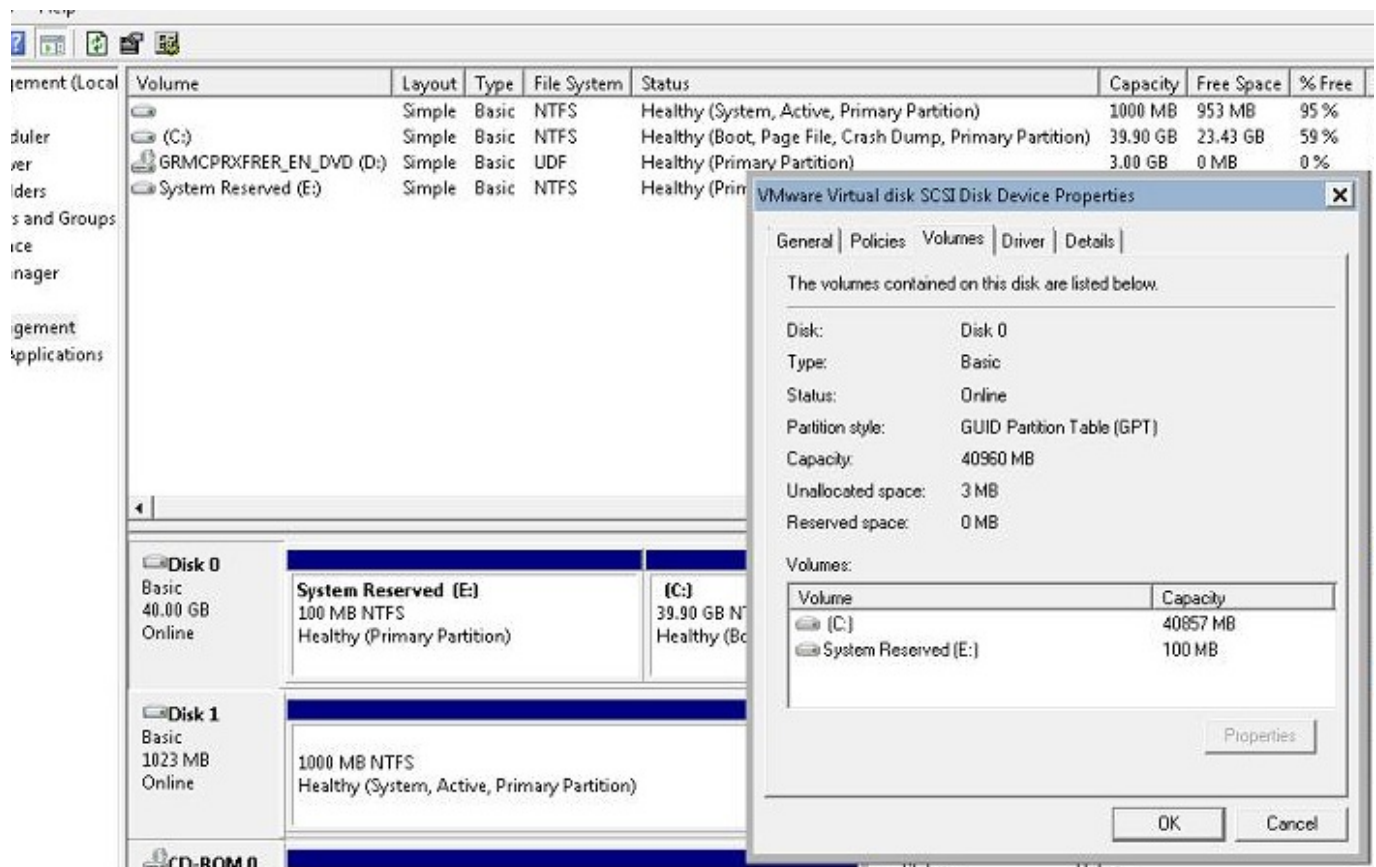 Help
gement (Local
duler
ver
lders
s and Groups
nce
anager
gement
Applications
Volume Layout Type File System Status Capacity Free Space % Free
Simple Basic NTFS Healthy (System, Active, Primary Partition) 1000 MB 953 MB 95 %
(C:) Simple Basic NTFS Healthy (Boot, Page File, Crash Dump, Primary Partition) 39.90 GB 23.43 GB 59 %
GRMCPRXFRER_EN_DVD (D:) Simple Basic UDF Healthy (Primary Partition) 3.00 GB 0 MB 0 %
System Reserved (E:) Simple Basic NTFS Healthy (Prim
VMware Virtual disk SCSI Disk Device Properties
General Policies Volumes Driver Details
The volumes contained on this disk are listed below.
Disk: Disk 0
Type: Basic
Status: Online
Partition style: GUID Partition Table (GPT)
Capacity: 40960 MB
Unallocated space: 3 MB
Reserved space: 0 MB
Volumes:
Volume Capacity
(C:) 40857 MB
System Reserved (E:) 100 MB
Properties
OK Cancel
Disk 0
Basic
40.00 GB
Online
System Reserved (E:)
100 MB NTFS
Healthy (Primary Partition)
(C:)
39.90 GB N
Healthy (Bo
Disk 1
Basic
1023 MB
Online
1000 MB NTFS
Healthy (System, Active, Primary Partition)
CD-ROM 0